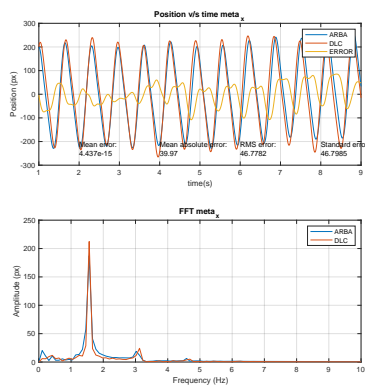 Position v/s time meta_x
Position (px)
300
200
100
0
-100
-200
-300
ARBA
DLC
ERROR
Mean error: Mean absolute error: RMS error: Standard erro
4.437e-15 39.97 46.7782 46.7985
1 2 3 4 5 6 7 8 9
time(s)
FFT meta_x
Amplitude (px)
250
200
150
100
50
0
ARBA
DLC
0 1 2 3 4 5 6 7 8 9 10
Frequency (Hz)